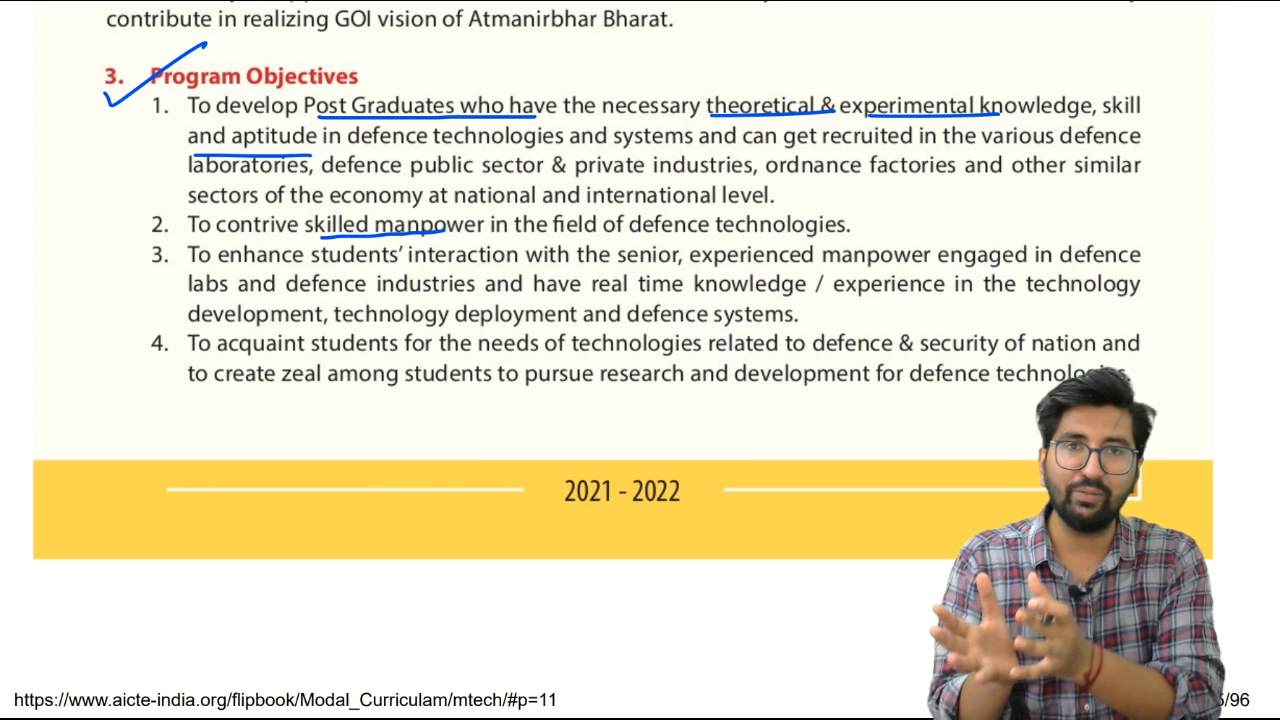 contribute in realizing GOI vision of Atmanirbhar Bharat.
3. Program Objectives
1. To develop Post Graduates who have the necessary theoretical & experimental knowledge, skill
and aptitude in defence technologies and systems and can get recruited in the various defence
laboratories, defence public sector & private industries, ordnance factories and other similar
sectors of the economy at national and international level.
2. To contrive skilled manpower in the field of defence technologies.
3. To enhance students' interaction with the senior, experienced manpower engaged in defence
labs and defence industries and have real time knowledge / experience in the technology
development, technology deployment and defence systems.
4. To acquaint students for the needs of technologies related to defence & security of nation and
to create zeal among students to pursue research and development for defence
2021 - 2022
https://www.aicte-india.org/flipbook/Modal_Curriculum/mtech/#p=11
/96